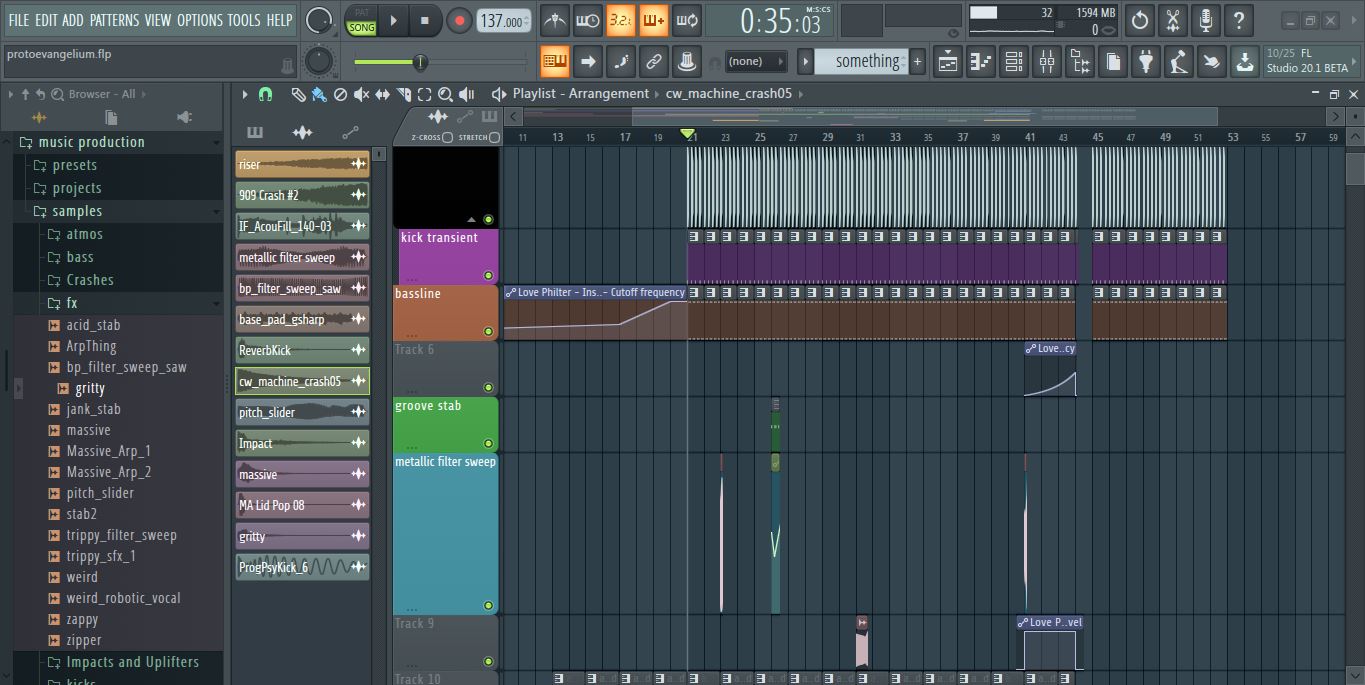 FILE EDIT ADD PATTERNS VIEW OPTIONS TOOLS HELP
PAT
SONG
137.000
3.2.
0:35:03
M:S:CS
32
1594 MB
0
?
protoevangelium.flp
(none)
something
+
10/25 FL
Studio 20.1 BETA
Browser - All
Playlist - Arrangement › cw_machine_crash05
music production
presets
projects
samples
atmos
bass
Crashes
fx
acid_stab
ArpThing
bp_filter_sweep_saw
gritty
jank_stab
massive
Massive_Arp_1
Massive_Arp_2
pitch_slider
stab2
trippy_filter_sweep
trippy_sfx_1
weird
weird_robotic_vocal
zappy
zipper
Impacts and Uplifters
kicks
riser
909 Crash #2
IF_AcouFill_140-03
metallic filter sweep
bp_filter_sweep_saw
base_pad_gsharp
ReverbKick
cw_machine_crash05
pitch_slider
Impact
massive
MA Lid Pop 08
gritty
ProgPsyKick_6
Z-CROSS STRETCH
11 13 15 17 19 21 23 25 27 29 31 33 35 37 39 41 43 45 47 49 51 53 55 57 59
kick transient
bassline
Love Philter - Ins..- Cutoff frequency
Track 6
Love..cy
groove stab
metallic filter sweep
Track 9
Love P..vel
Track 10